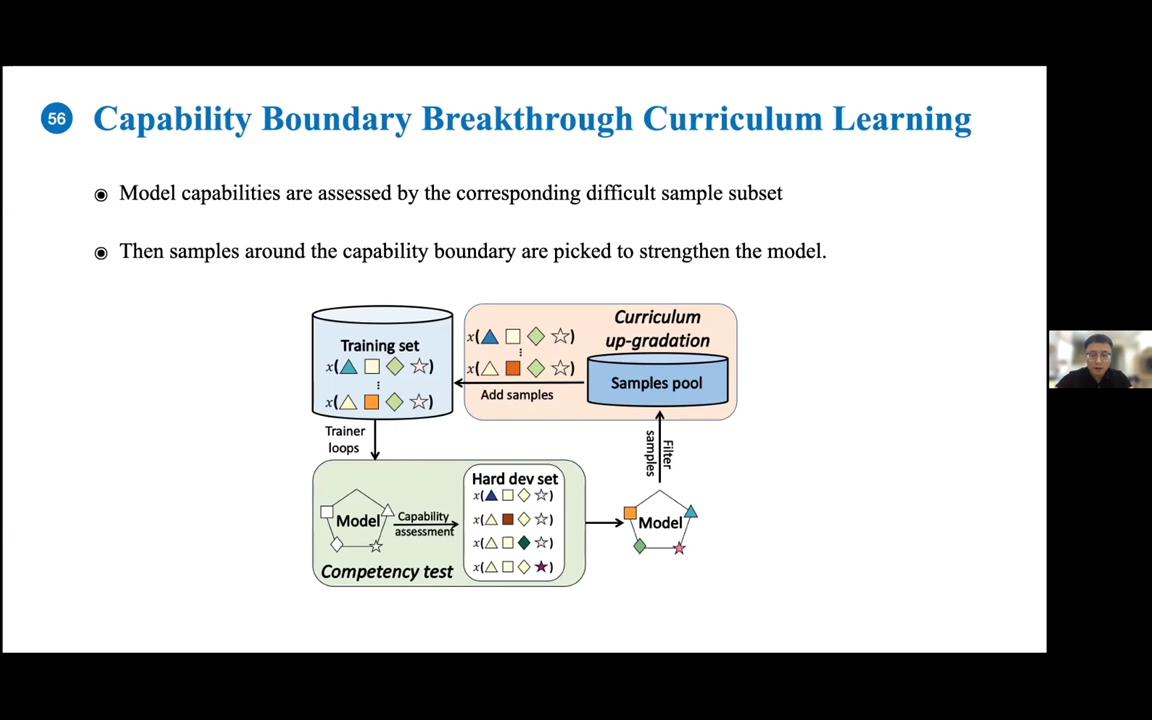 56
Capability Boundary Breakthrough Curriculum Learning
Model capabilities are assessed by the corresponding difficult sample subset
Then samples around the capability boundary are picked to strengthen the model.
Training set
x(
)
x(
)
x(
)
x(
)
Add samples
Curriculum
up-gradation
Samples pool
Trainer
loops
Filter
samples
Model
Capability
assessment
Competency test
Hard dev set
x(
)
x(
)
x(
)
x(
)
Model